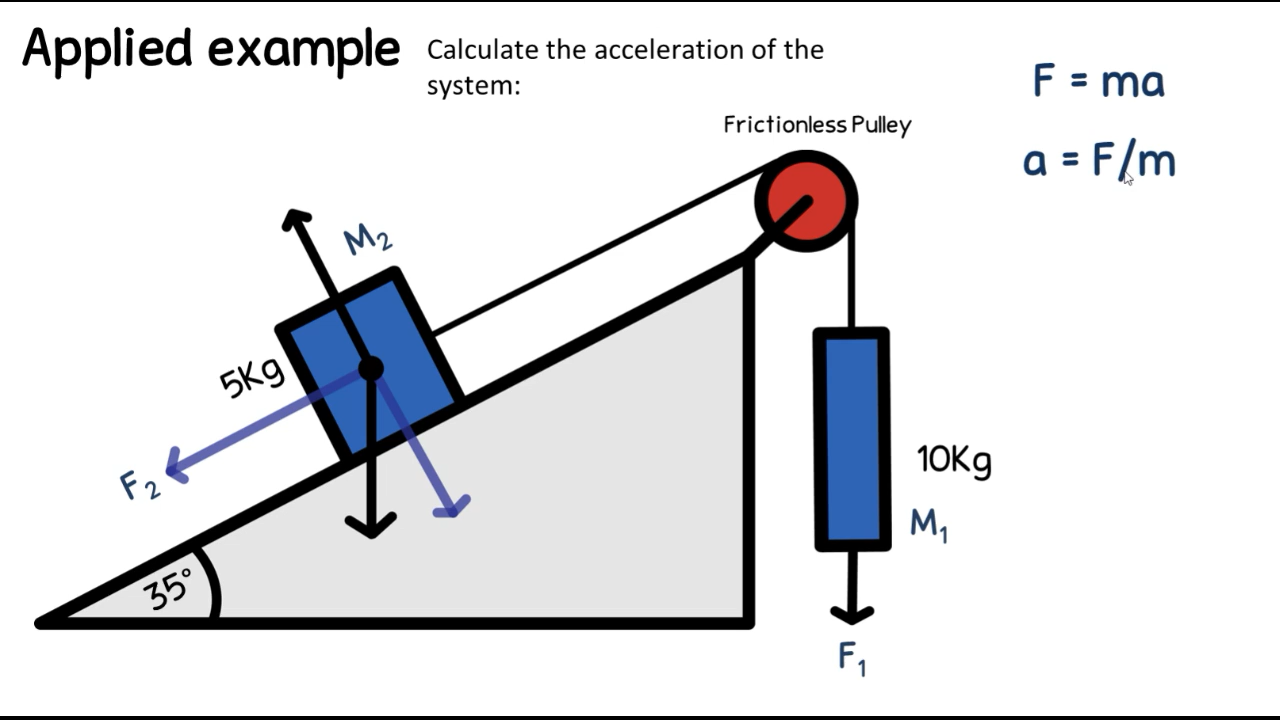 Applied example
Calculate the acceleration of the
system:
F = ma
a = F/m
Frictionless Pulley
M₂
5Kg
F₂
35°
10Kg
M₁
F₁